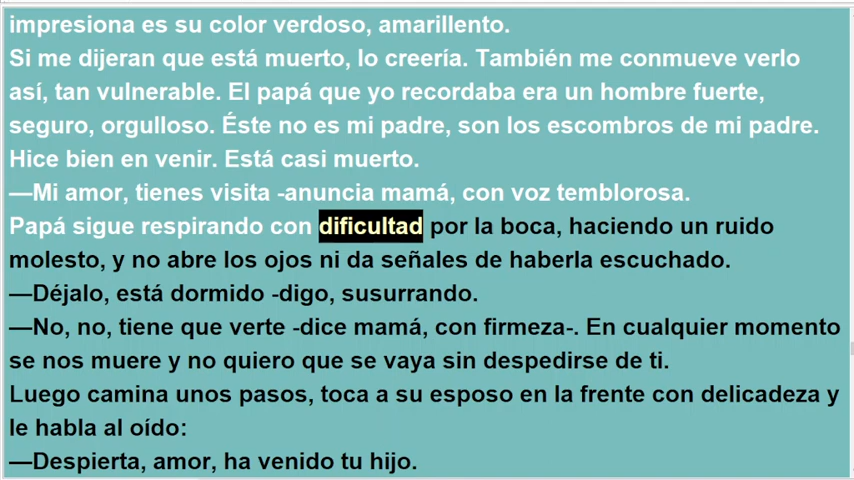 impresiona es su color verdoso, amarillento.
Si me dijeran que está muerto, lo creería. También me conmueve verlo
así, tan vulnerable. El papá que yo recordaba era un hombre fuerte,
seguro, orgulloso. Éste no es mi padre, son los escombros de mi padre.
Hice bien en venir. Está casi muerto.
—Mi amor, tienes visita -anuncia mamá, con voz temblorosa.
Papá sigue respirando con dificultad por la boca, haciendo un ruido
molesto, y no abre los ojos ni da señales de haberla escuchado.
—Déjalo, está dormido -digo, susurrando.
—No, no, tiene que verte -dice mamá, con firmeza-. En cualquier momento
se nos muere y no quiero que se vaya sin despedirse de ti.
Luego camina unos pasos, toca a su esposo en la frente con delicadeza y
le habla al oído:
—Despierta, amor, ha venido tu hijo.